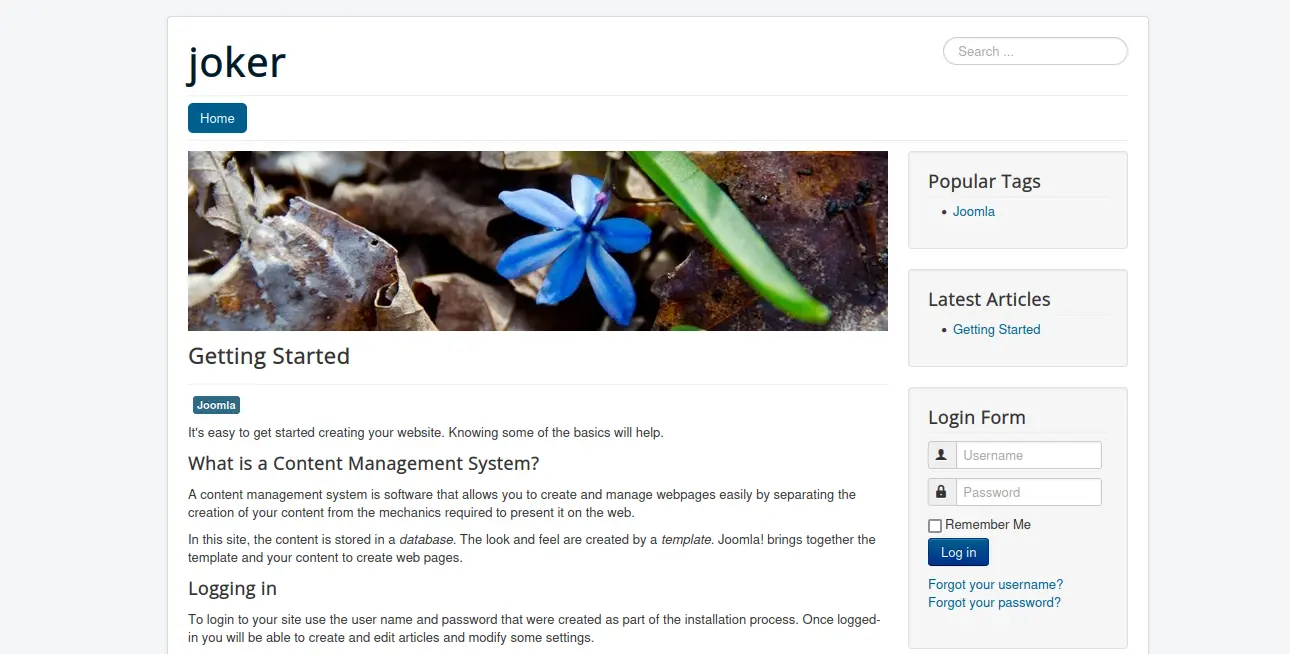 joker
Search ...
Home
Getting Started
Joomla
It's easy to get started creating your website. Knowing some of the basics will help.
What is a Content Management System?
A content management system is software that allows you to create and manage webpages easily by separating the
creation of your content from the mechanics required to present it on the web.
In this site, the content is stored in a database. The look and feel are created by a template. Joomla! brings together the
template and your content to create web pages.
Logging in
To login to your site use the user name and password that were created as part of the installation process. Once logged-
in you will be able to create and edit articles and modify some settings.
Popular Tags
Joomla
Latest Articles
Getting Started
Login Form
Username
Password
Remember Me
Log in
Forgot your username?
Forgot your password?